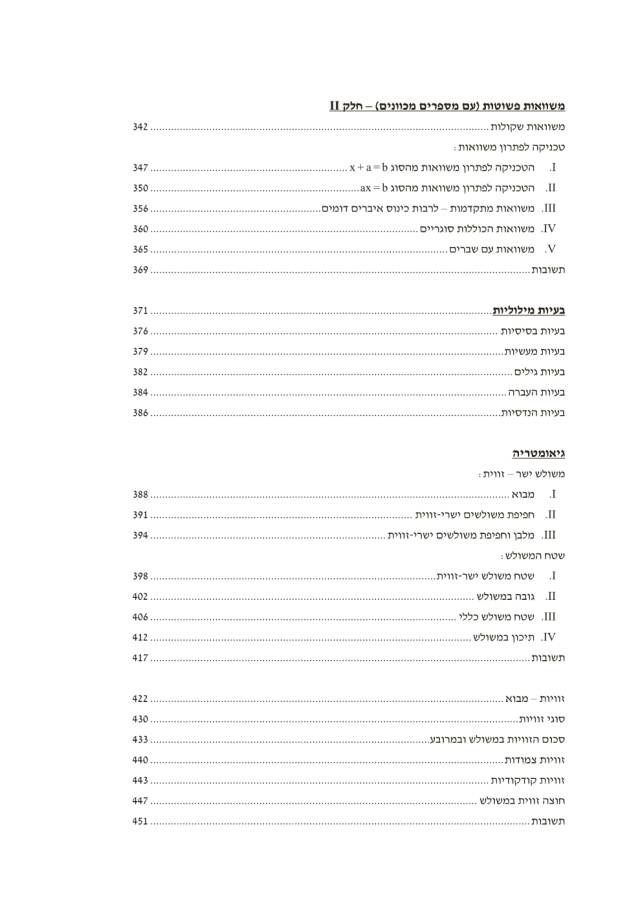 משוואות פשוטות (עם מספרים מכוונים) – חלק II
משוואות שקולות ........ 342
טכניקה לפתרון משוואות :
I. הטכניקה לפתרון משוואות מהסוג x + a = b ........ 347
II. הטכניקה לפתרון משוואות מהסוג ax = b ........ 350
III. משוואות מתקדמות – לרבות כינוס איברים דומים ........ 356
IV. משוואות הכוללות סוגריים ........ 360
V. משוואות עם שברים ........ 365
תשובות ........ 369
בעיות מילוליות ........ 371
בעיות בסיסיות ........ 376
בעיות מעשיות ........ 379
בעיות גילים ........ 382
בעיות העברה ........ 384
בעיות הנדסיות ........ 386
גיאומטריה
משולש ישר – זווית :
I. מבוא ........ 388
II. חפיפת משולשים ישרי-זווית ........ 391
III. מלבן וחפיפת משולשים ישרי-זווית ........ 394
שטח המשולש :
I. שטח משולש ישר-זווית ........ 398
II. גובה במשולש ........ 402
III. שטח משולש כללי ........ 406
IV. תיכון במשולש ........ 412
תשובות ........ 417
זוויות – מבוא ........ 422
סוגי זוויות ........ 430
סכום הזוויות במשולש ובמרובע ........ 433
זוויות צמודות ........ 440
זוויות קודקודיות ........ 443
חוצה זווית במשולש ........ 447
תשובות ........ 451